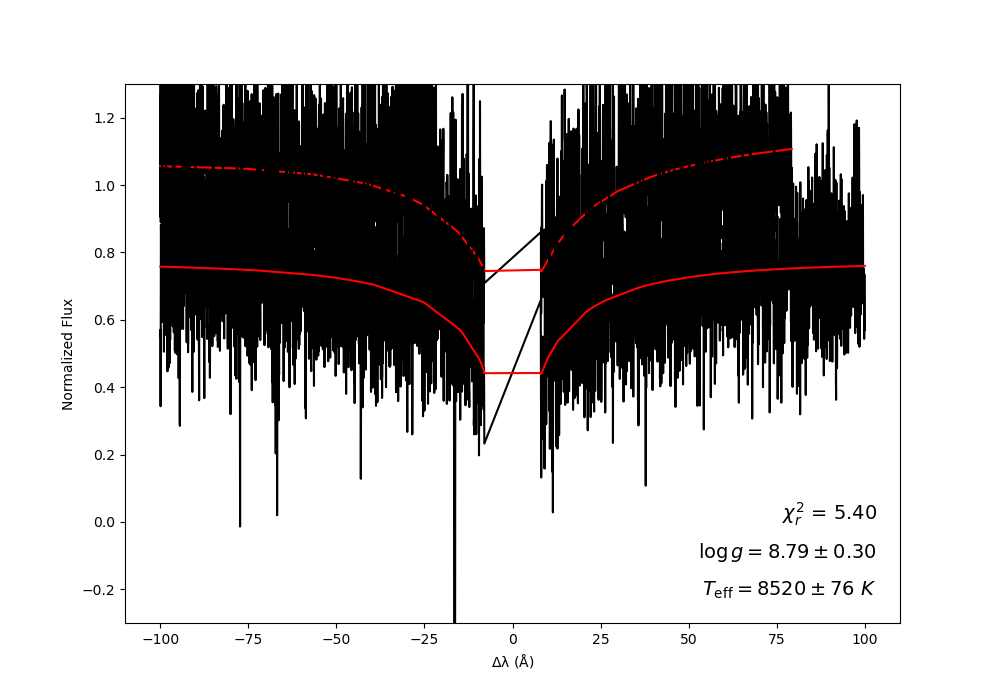 1.2
1.0
0.8
0.6
0.4
0.2
0.0
−0.2
Normalized Flux
χ²ᵣ = 5.40
log g = 8.79 ± 0.30
T_eff = 8520 ± 76 K
−100 −75 −50 −25 0 25 50 75 100
Δλ (Å)